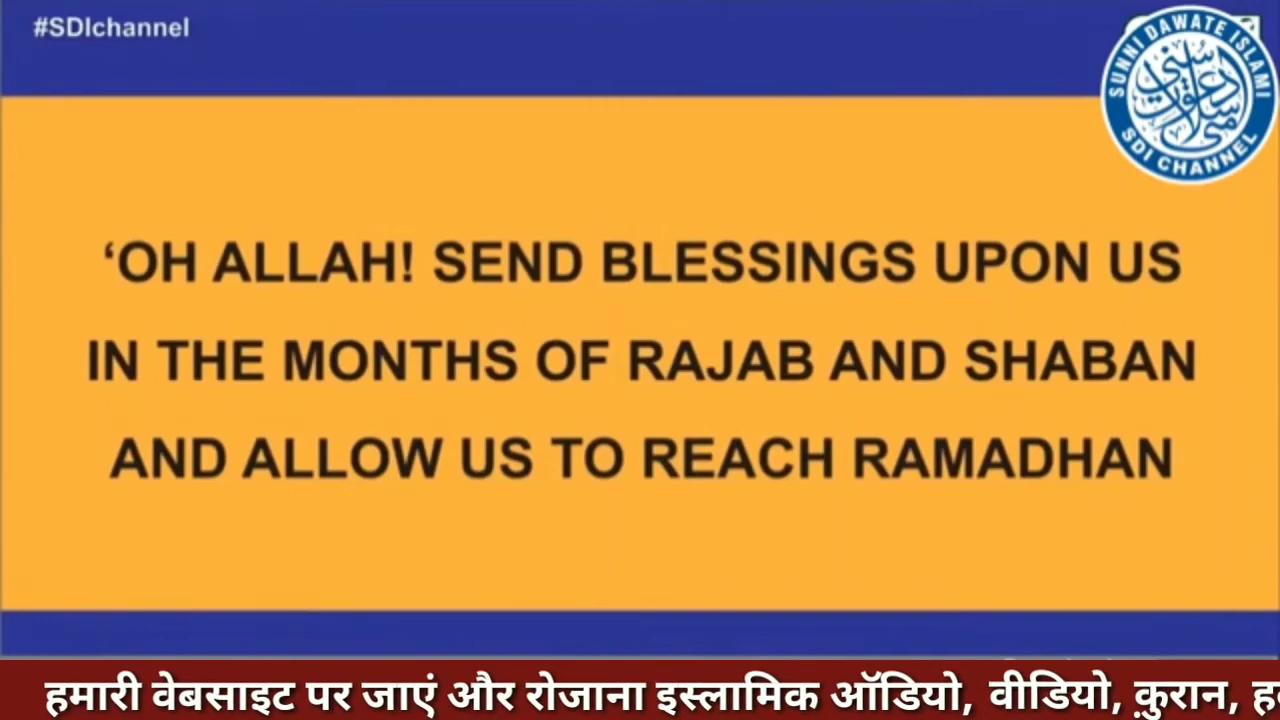 #SDIchannel
SUNNI DAWATE ISLAMI
SDI CHANNEL
‘OH ALLAH! SEND BLESSINGS UPON US
IN THE MONTHS OF RAJAB AND SHABAN
AND ALLOW US TO REACH RAMADHAN
हमारी वेबसाइट पर जाएं और रोजाना इस्लामिक ऑडियो, वीडियो, क़ुरान,